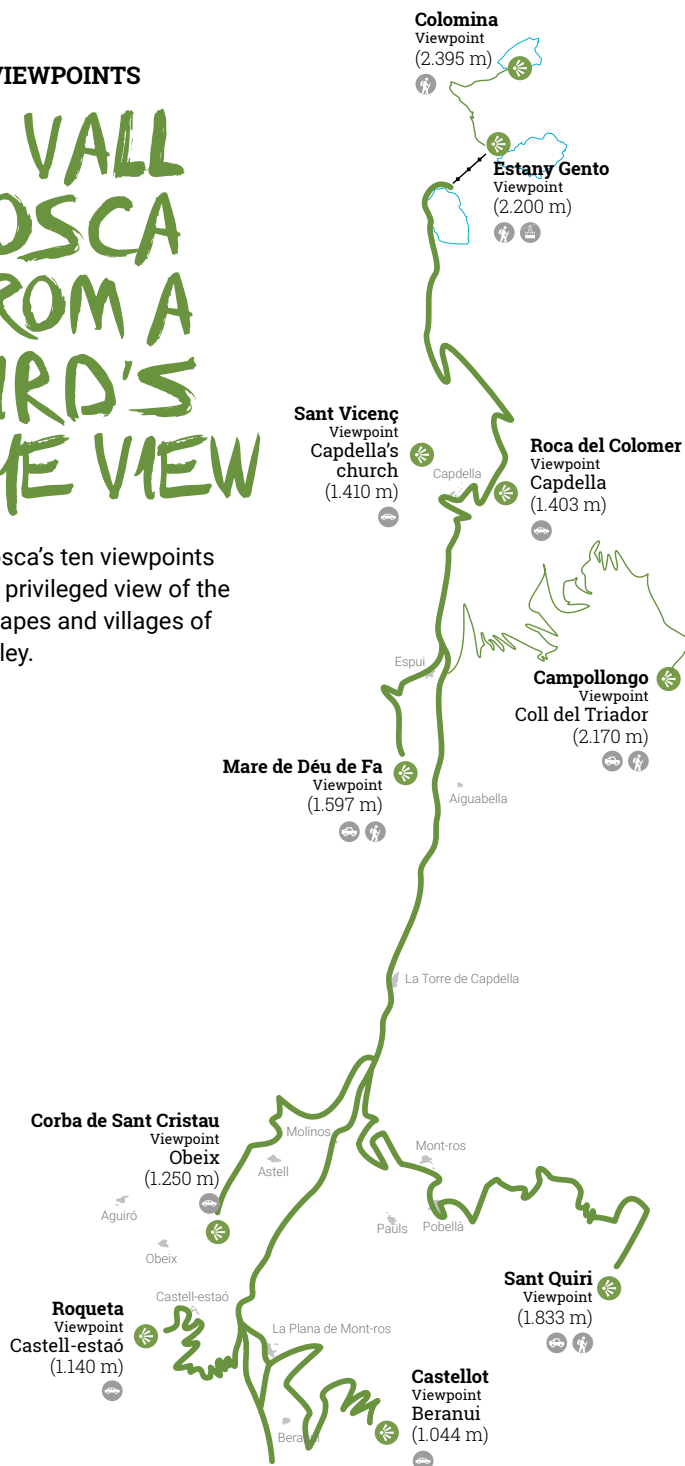 VIEWPOINTS
VALL
OSCA
ROM A
IRD'S
VIEW
osca's ten viewpoints
privileged view of the
apes and villages of
ley.
Colomina
Viewpoint
(2.395 m)
Estany Gento
Viewpoint
(2.200 m)
Sant Vicenç
Viewpoint
Capdella's
church
(1.410 m)
Capdella
Roca del Colomer
Viewpoint
Capdella
(1.403 m)
Espui
Campollongo
Viewpoint
Coll del Triador
(2.170 m)
Mare de Déu de Fa
Viewpoint
(1.597 m)
Aiguabella
La Torre de Capdella
Corba de Sant Cristau
Viewpoint
Obeix
(1.250 m)
Molinos
Astell
Mont-ros
Aguiró
Obeix
Pauls
Pobellà
Castell-estaó
Sant Quiri
Viewpoint
(1.833 m)
Roqueta
Viewpoint
Castell-estaó
(1.140 m)
La Plana de Mont-ros
Castellot
Viewpoint
Beranui
(1.044 m)
Beranui